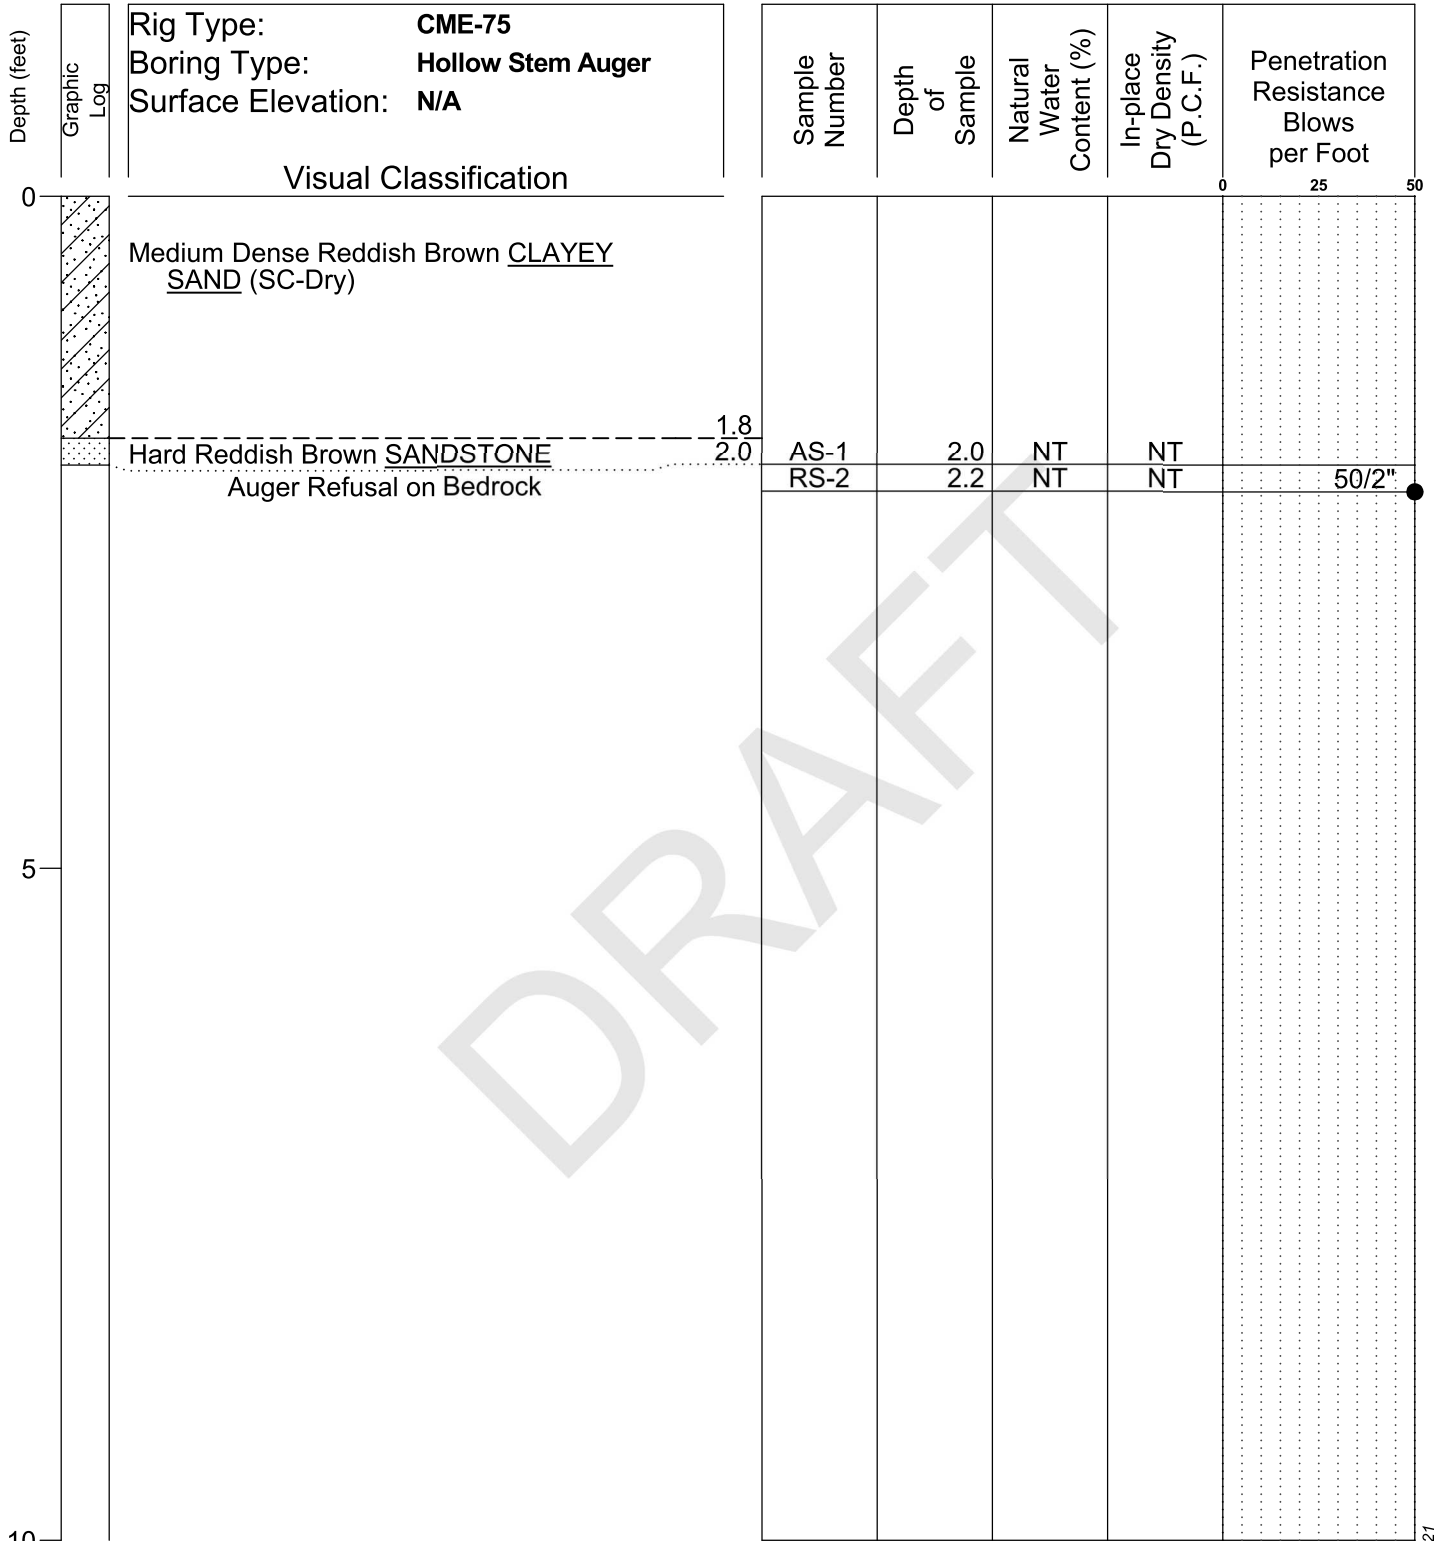 Depth (feet)
Graphic
Log
Rig Type: CME-75
Boring Type: Hollow Stem Auger
Surface Elevation: N/A
Visual Classification
Sample
Number
Depth
of
Sample
Natural
Water
Content (%)
In-place
Dry Density
(P.C.F.)
Penetration
Resistance
Blows
per Foot
0 25 50
0
Medium Dense Reddish Brown CLAYEY
SAND (SC-Dry)
1.8
Hard Reddish Brown SANDSTONE 2.0 AS-1 2.0 NT NT
Auger Refusal on Bedrock RS-2 2.2 NT NT 50/2"
5
10
DRAFT
21